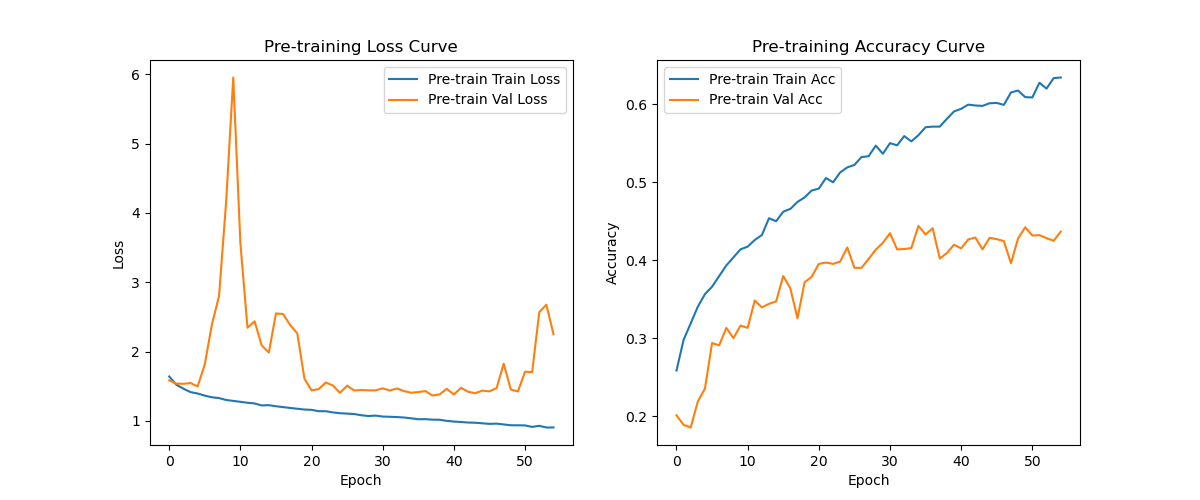 Pre-training Loss Curve
Pre-train Train Loss
Pre-train Val Loss
6
5
4
3
2
1
Loss
0 10 20 30 40 50
Epoch
Pre-training Accuracy Curve
Pre-train Train Acc
Pre-train Val Acc
0.6
0.5
0.4
0.3
0.2
Accuracy
0 10 20 30 40 50
Epoch